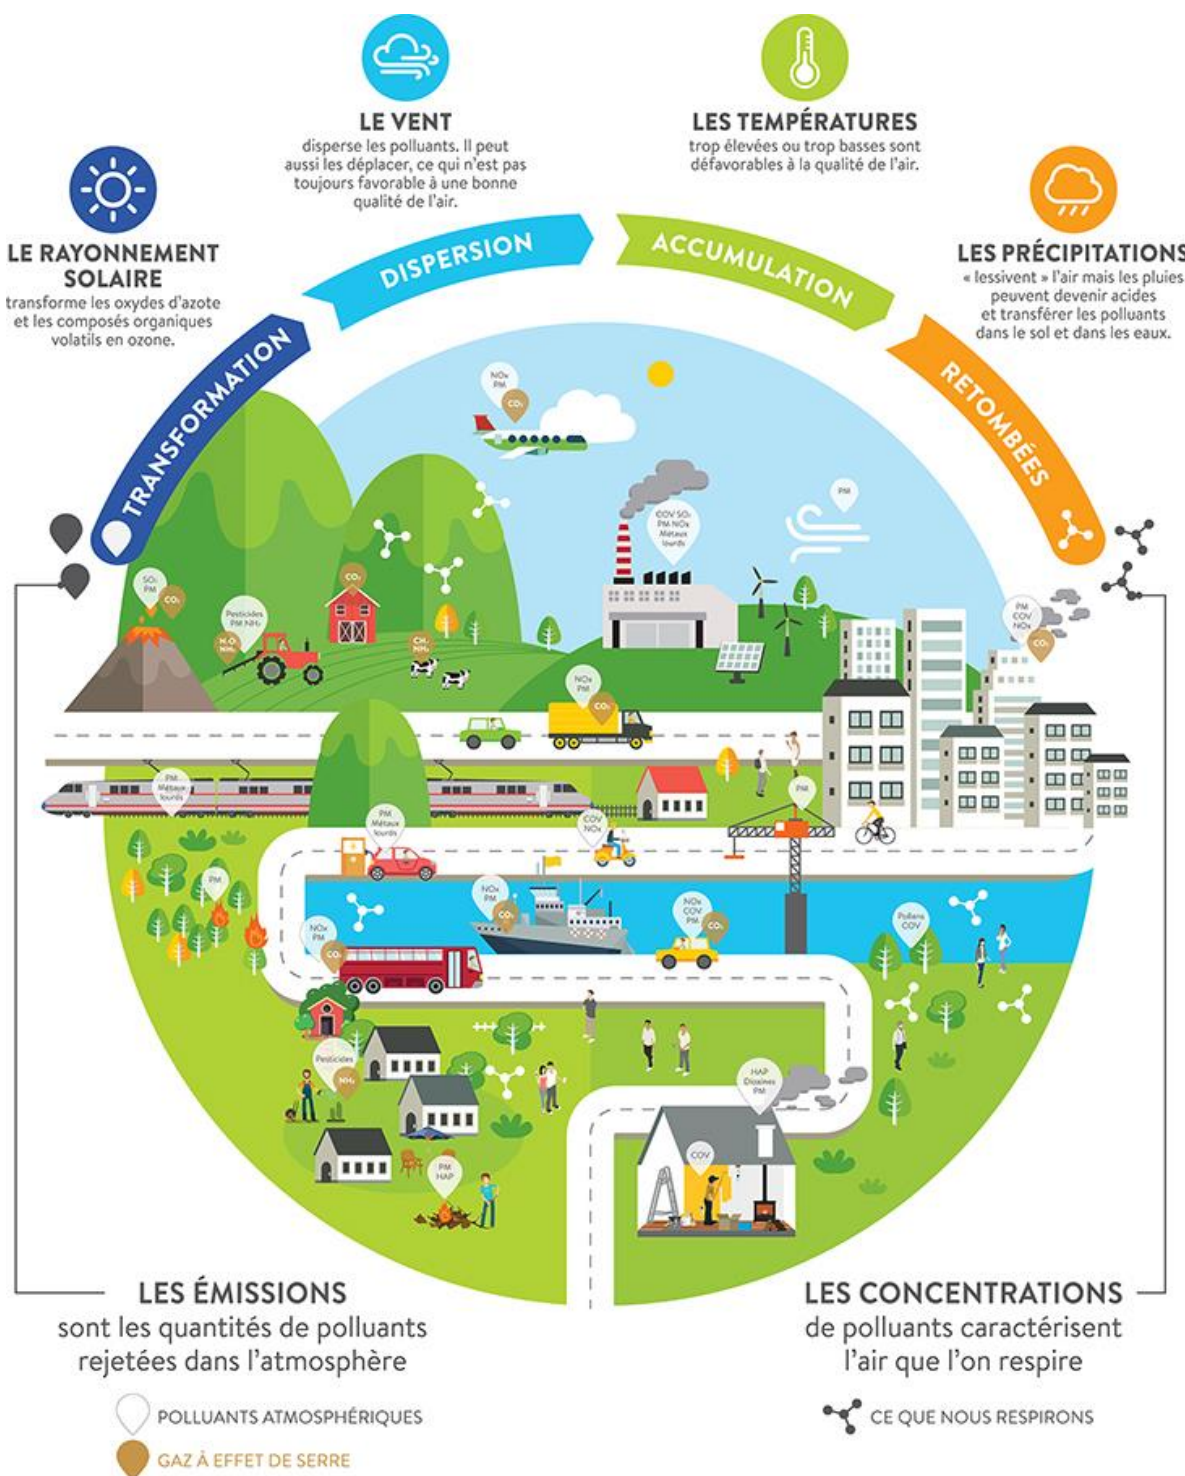 LE VENT
disperse les polluants. Il peut
aussi les déplacer, ce qui n'est pas
toujours favorable à une bonne
qualité de l'air.
LES TEMPÉRATURES
trop élevées ou trop basses sont
défavorables à la qualité de l'air.
LE RAYONNEMENT
SOLAIRE
transforme les oxydes d'azote
et les composés organiques
volatils en ozone.
LES PRÉCIPITATIONS
« lessivent » l'air mais les pluies
peuvent devenir acides
et transférer les polluants
dans le sol et dans les eaux.
TRANSFORMATION
DISPERSION
ACCUMULATION
RETOMBÉES
NOx
PM
CO₂
COV SO₂
PM NOx
Métaux
lourds
PM
SO₂
PM
CO₂
Pesticides
PM NH₃
N₂O
NH₃
CO₂
CH₄
NH₃
PM
COV
NOx
CO₂
NOx
PM
CO₂
PM
Métaux
lourds
PM
Métaux
lourds
COV
NOx
PM
PM
NOx
PM
CO₂
NOx
PM
CO₂
NOx
COV
PM
CO₂
Pollens
COV
Pesticides
NH₃
PM
HAP
HAP
Dioxines
PM
COV
LES ÉMISSIONS
sont les quantités de polluants
rejetées dans l'atmosphère
POLLUANTS ATMOSPHÉRIQUES
GAZ À EFFET DE SERRE
LES CONCENTRATIONS
de polluants caractérisent
l'air que l'on respire
CE QUE NOUS RESPIRONS